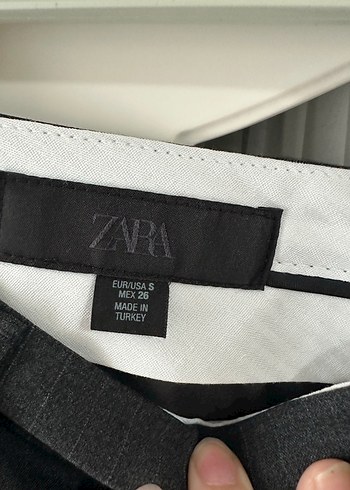 ZARA
EUR/USA S
MEX 26
MADE IN
TURKEY